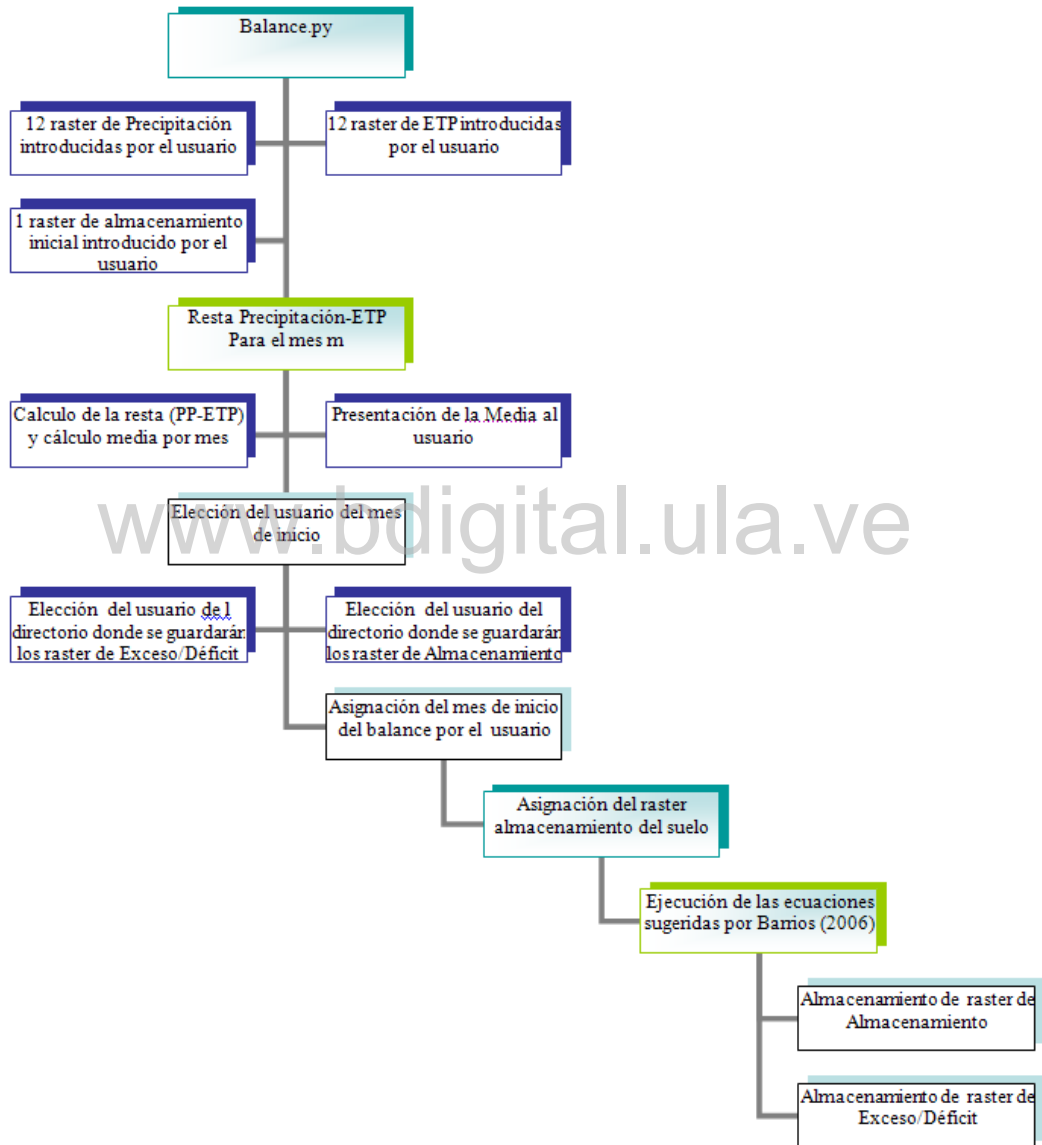 Balance.py
12 raster de Precipitación
introducidas por el usuario
12 raster de ETP introducidas
por el usuario
1 raster de almacenamiento
inicial introducido por el
usuario
Resta Precipitación-ETP
Para el mes m
Calculo de la resta (PP-ETP)
y cálculo media por mes
Presentación de la Media al
usuario
www.bdigital.ula.ve
Elección del usuario del mes
de inicio
Elección del usuario de l
directorio donde se guardarán
los raster de Exceso/Déficit
Elección del usuario del
directorio donde se guardarán
los raster de Almacenamiento
Asignación del mes de inicio
del balance por el usuario
Asignación del raster
almacenamiento del suelo
Ejecución de las ecuaciones
sugeridas por Barrios (2006)
Almacenamiento de raster de
Almacenamiento
Almacenamiento de raster de
Exceso/Déficit